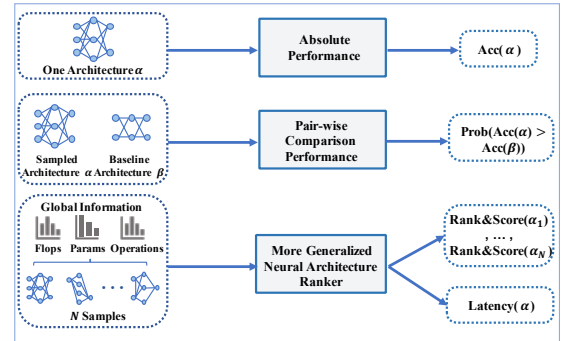 One Architecture α
Absolute
Performance
Acc(α)
Sampled
Architecture α
Baseline
Architecture β
Pair-wise
Comparison
Performance
Prob(Acc(α) >
Acc(β))
Global Information
Flops
Params
Operations
N Samples
More Generalized
Neural Architecture
Ranker
Rank&Score(α₁)
, … ,
Rank&Score(α_N)
Latency(α)